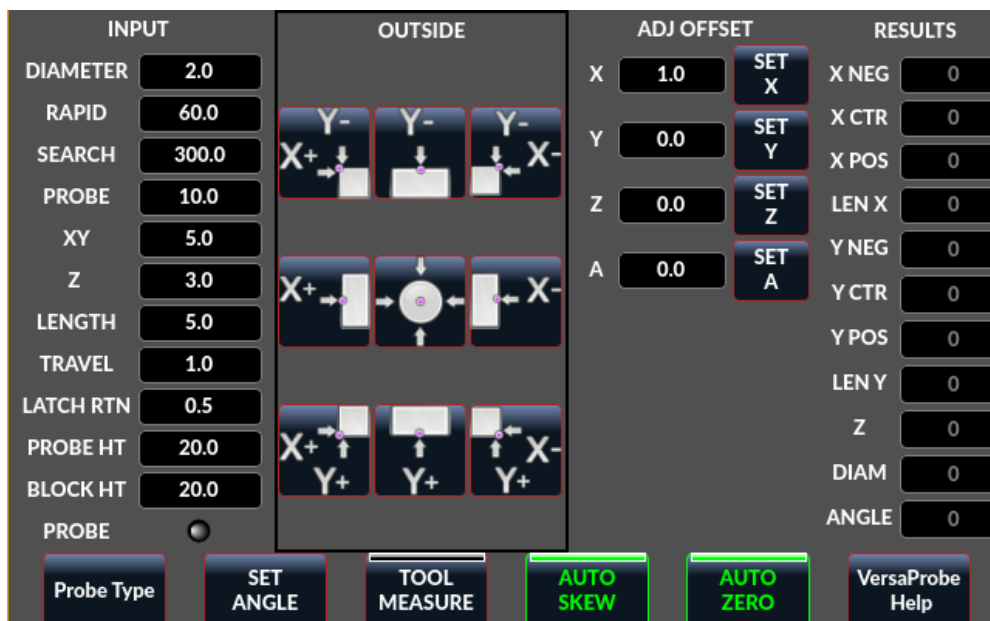 INPUT
DIAMETER 2.0
RAPID 60.0
SEARCH 300.0
PROBE 10.0
XY 5.0
Z 3.0
LENGTH 5.0
TRAVEL 1.0
LATCH RTN 0.5
PROBE HT 20.0
BLOCK HT 20.0
PROBE
OUTSIDE
Y- Y- Y-
X+ X-
X+ X-
X+ X-
Y+ Y+ Y+
ADJ OFFSET
X 1.0 SET X
Y 0.0 SET Y
Z 0.0 SET Z
A 0.0 SET A
RESULTS
X NEG 0
X CTR 0
X POS 0
LEN X 0
Y NEG 0
Y CTR 0
Y POS 0
LEN Y 0
Z 0
DIAM 0
ANGLE 0
Probe Type
SET
ANGLE
TOOL
MEASURE
AUTO
SKEW
AUTO
ZERO
VersaProbe
Help